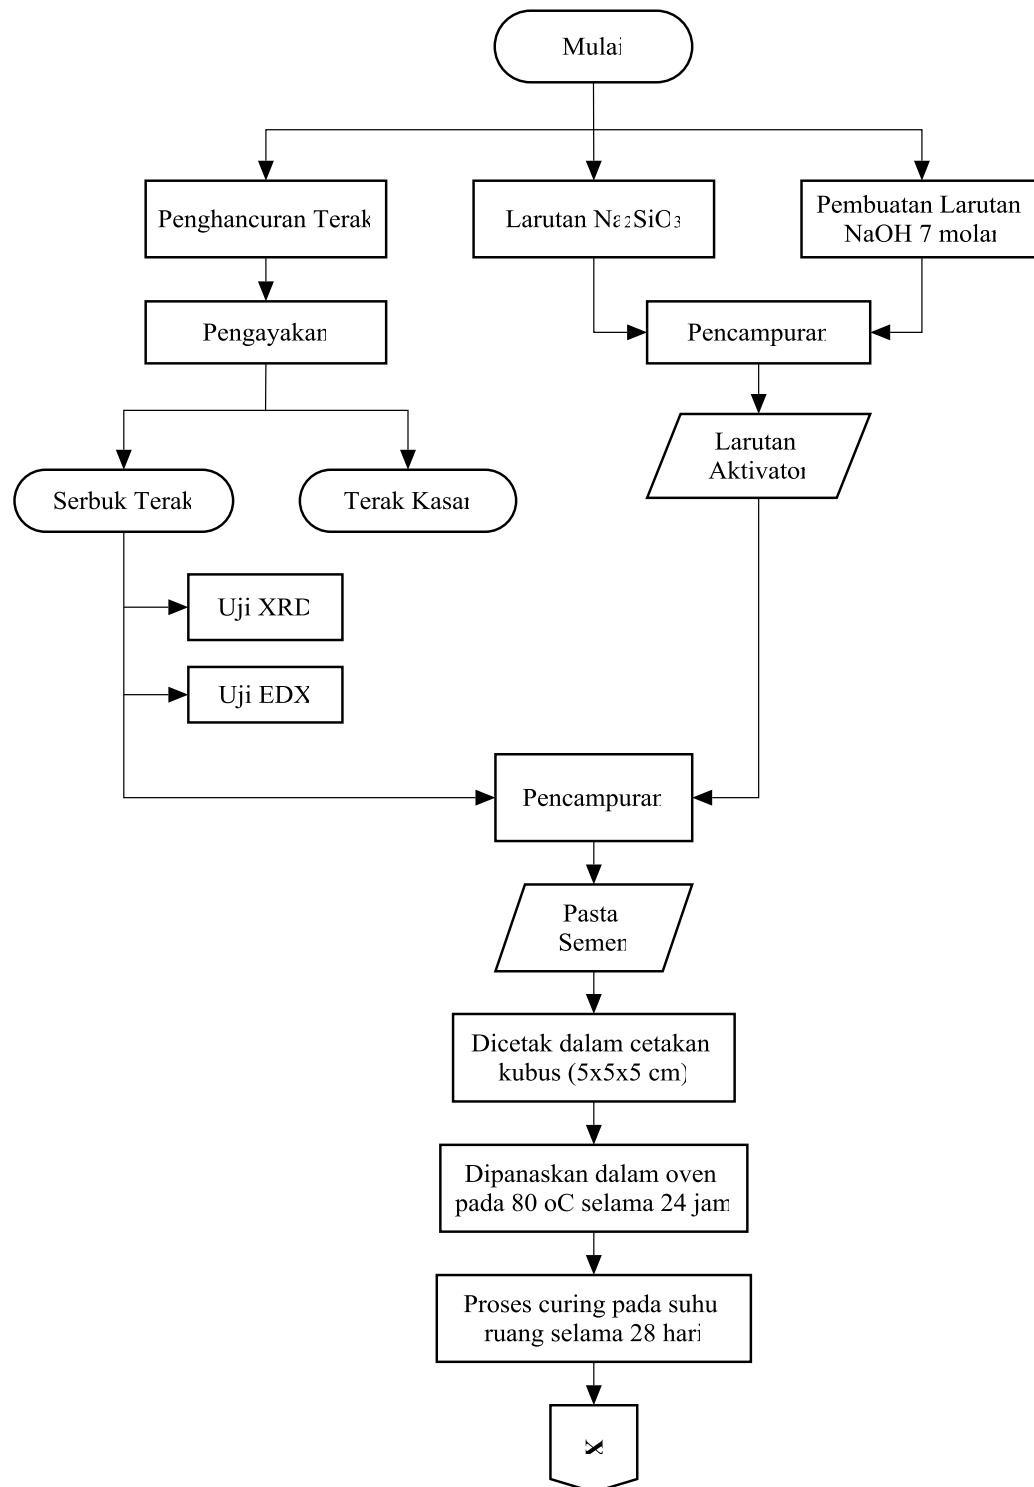 Mulai
Penghancuran Terak
Larutan Na₂SiO₃
Pembuatan Larutan
NaOH 7 molar
Pengayakan
Pencampuran
Larutan
Aktivator
Serbuk Terak
Terak Kasar
Uji XRD
Uji EDX
Pencampuran
Pasta
Semen
Dicetak dalam cetakan
kubus (5x5x5 cm)
Dipanaskan dalam oven
pada 80 oC selama 24 jam
Proses curing pada suhu
ruang selama 28 hari
x